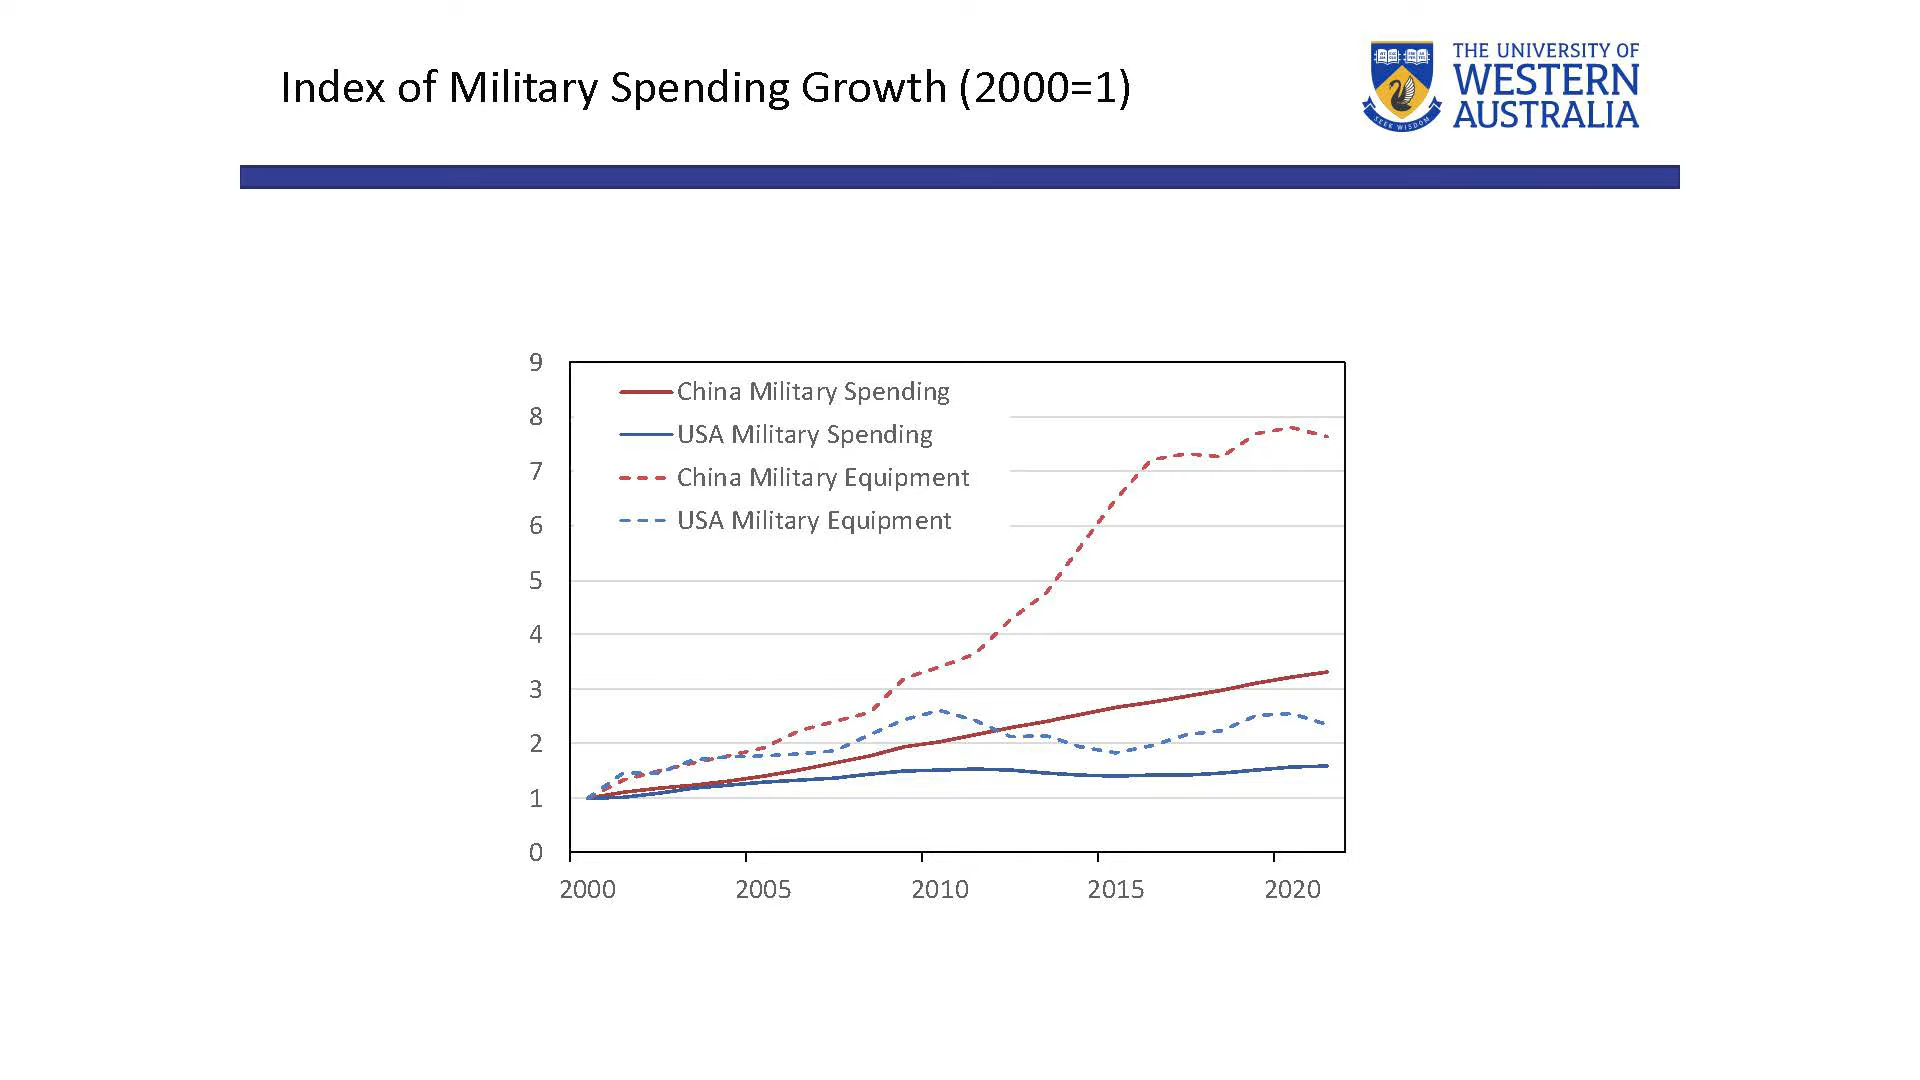 Index of Military Spending Growth (2000=1)
THE UNIVERSITY OF
WESTERN
AUSTRALIA
SEEK WISDOM
9
8
7
6
5
4
3
2
1
0
China Military Spending
USA Military Spending
China Military Equipment
USA Military Equipment
2000 2005 2010 2015 2020